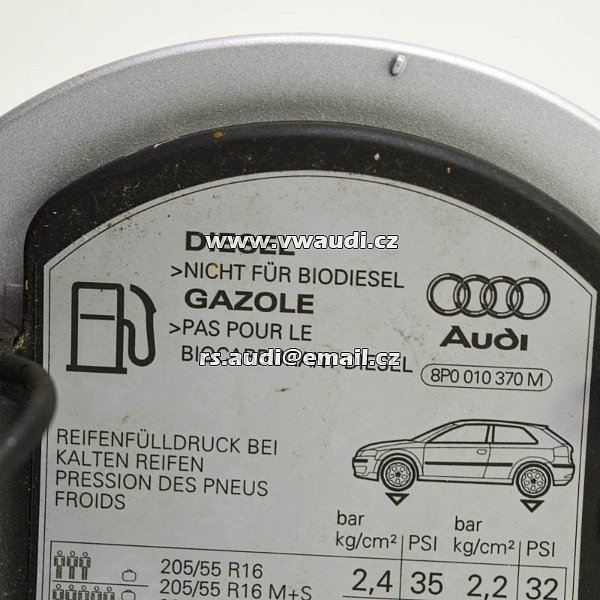 DIESEL
www.vwaudi.cz
>NICHT FÜR BIODIESEL
GAZOLE
>PAS POUR LE
DIESEL
rs.audi@email.cz
Audi
8P0 010 370 M
REIFENFÜLLDRUCK BEI
KALTEN REIFEN
PRESSION DES PNEUS
FROIDS
bar bar
kg/cm² PSI kg/cm² PSI
205/55 R16
205/55 R16 M+S
2,4 35 2,2 32